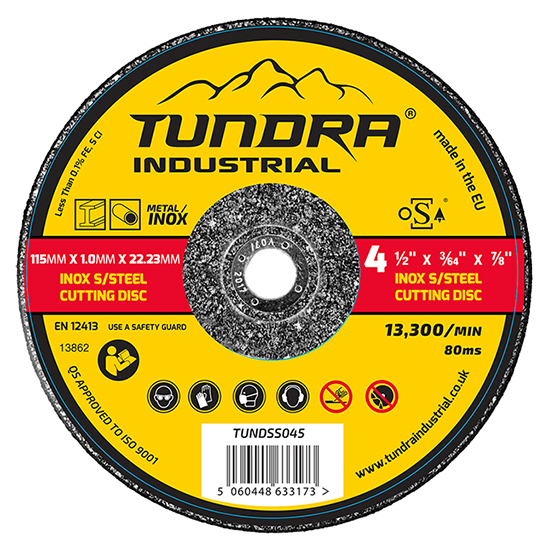 TUNDRA®
INDUSTRIAL
Less Than 0.1% FE, S Cl
made in the EU
METAL/
INOX
S
115MM X 1.0MM X 22.23MM
INOX S/STEEL
CUTTING DISC
4 ½" x 3/64" x ⅞"
INOX S/STEEL
CUTTING DISC
EN 12413 USE A SAFETY GUARD
13862
13,300/MIN
80ms
QS APPROVED TO ISO 9001
www.tundraindustrial.co.uk
TUNDSS045
5 060448 633173 >